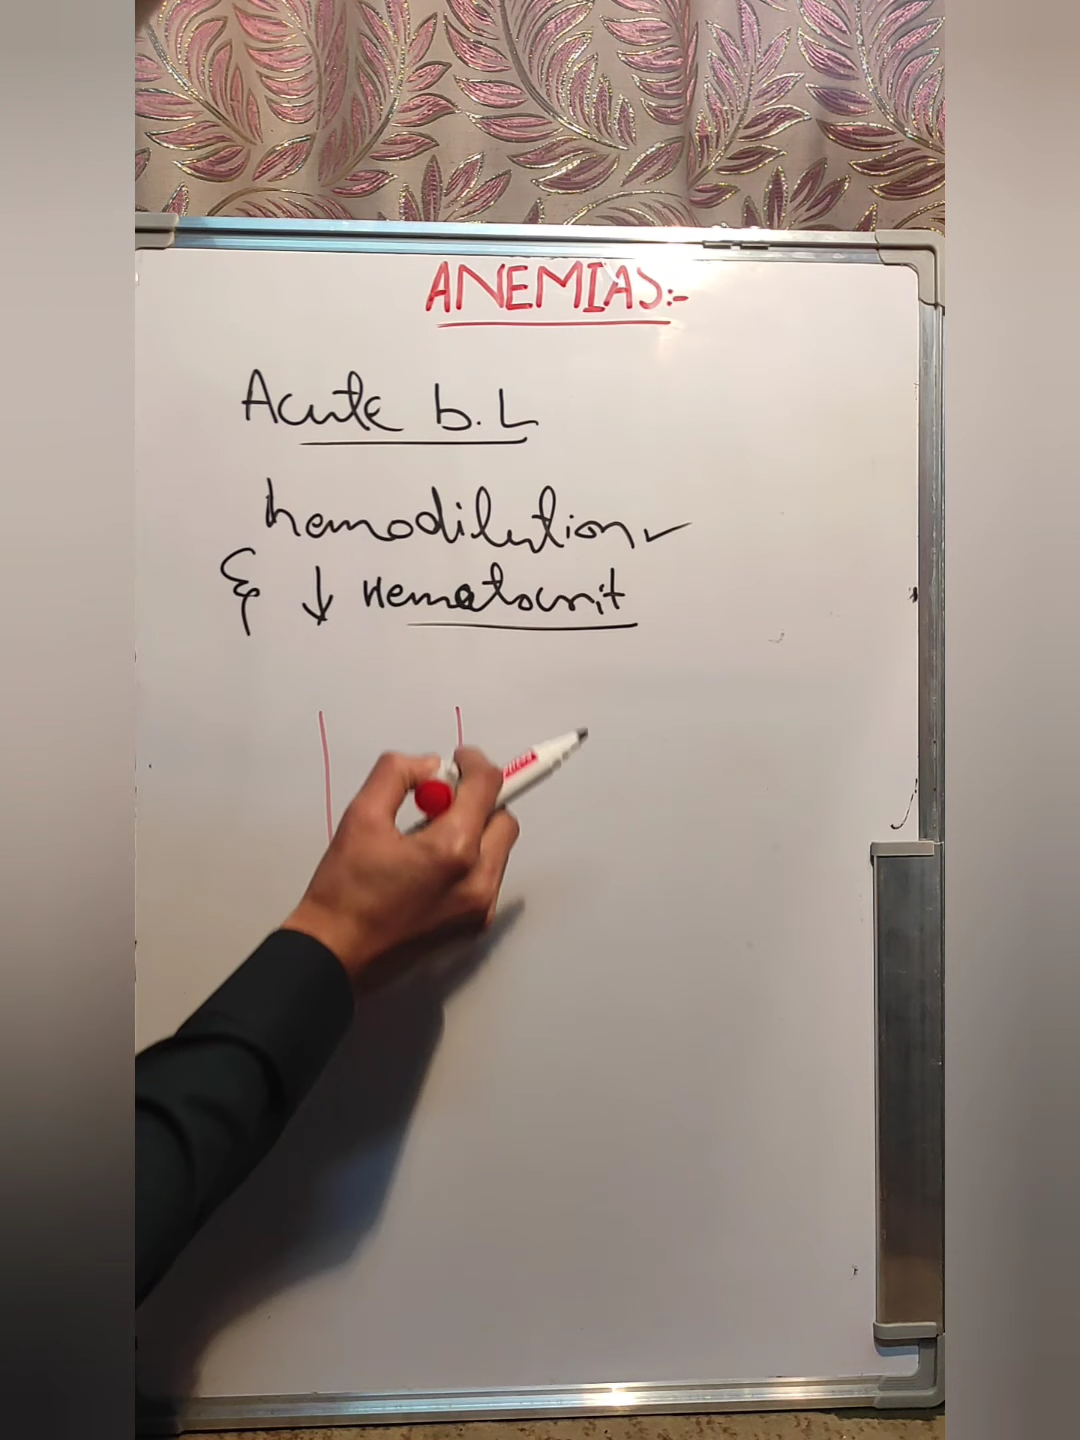 ANEMIAS:-
Acute b.L
hemodilution
& ↓ Hematocrit